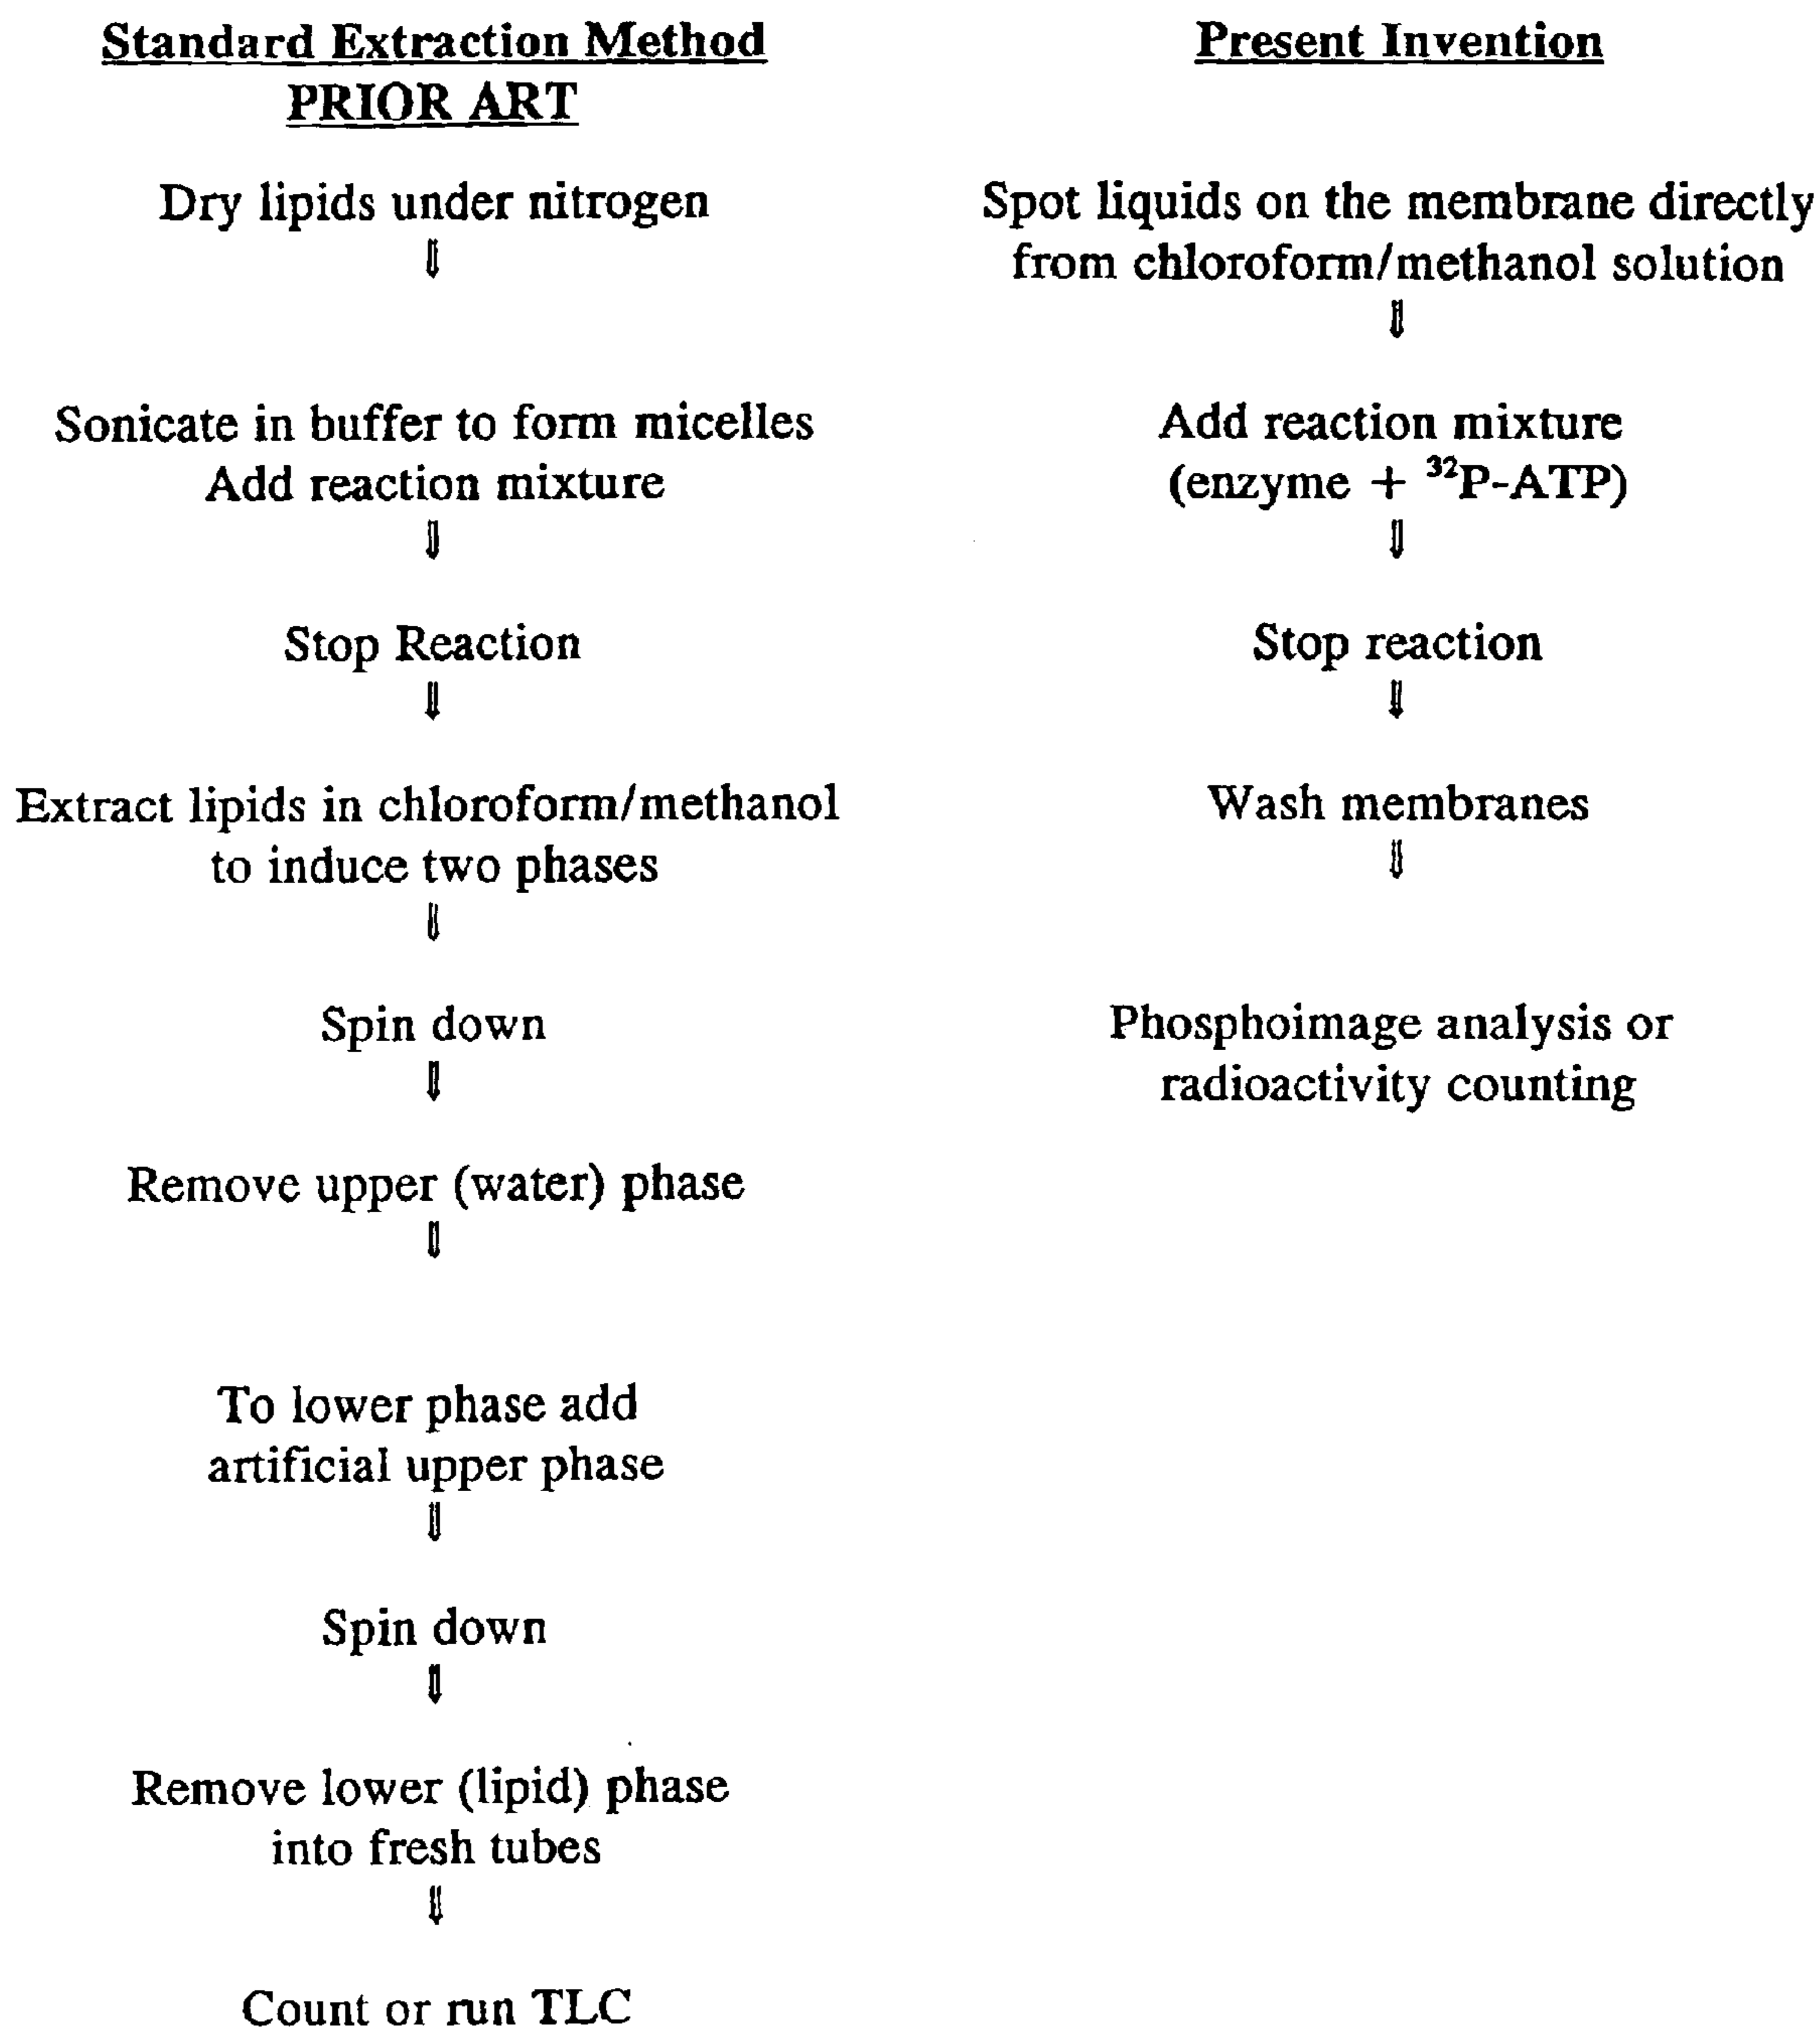 Standard Extraction Method
PRIOR ART
Dry lipids under nitrogen
⇓
Sonicate in buffer to form micelles
Add reaction mixture
⇓
Stop Reaction
⇓
Extract lipids in chloroform/methanol
to induce two phases
⇓
Spin down
⇓
Remove upper (water) phase
⇓
To lower phase add
artificial upper phase
⇓
Spin down
⇓
Remove lower (lipid) phase
into fresh tubes
⇓
Count or run TLC
Present Invention
Spot liquids on the membrane directly
from chloroform/methanol solution
⇓
Add reaction mixture
(enzyme + ³²P-ATP)
⇓
Stop reaction
⇓
Wash membranes
⇓
Phosphoimage analysis or
radioactivity counting